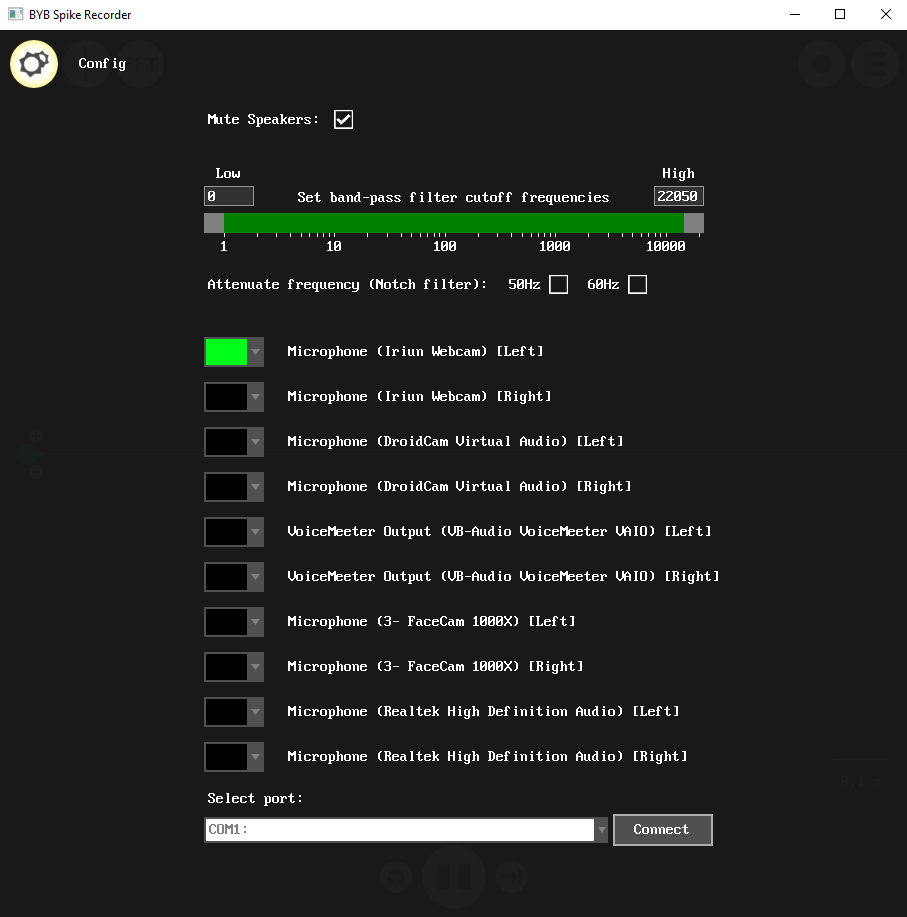 BYB Spike Recorder
Config
Mute Speakers:
Low High
0 Set band-pass filter cutoff frequencies 22050
1 10 100 1000 10000
Attenuate frequency (Notch filter): 50Hz 60Hz
Microphone (Iriun Webcam) [Left]
Microphone (Iriun Webcam) [Right]
Microphone (DroidCam Virtual Audio) [Left]
Microphone (DroidCam Virtual Audio) [Right]
VoiceMeeter Output (VB-Audio VoiceMeeter VAIO) [Left]
VoiceMeeter Output (VB-Audio VoiceMeeter VAIO) [Right]
Microphone (3- FaceCam 1000X) [Left]
Microphone (3- FaceCam 1000X) [Right]
Microphone (Realtek High Definition Audio) [Left]
Microphone (Realtek High Definition Audio) [Right]
Select port:
COM1: Connect